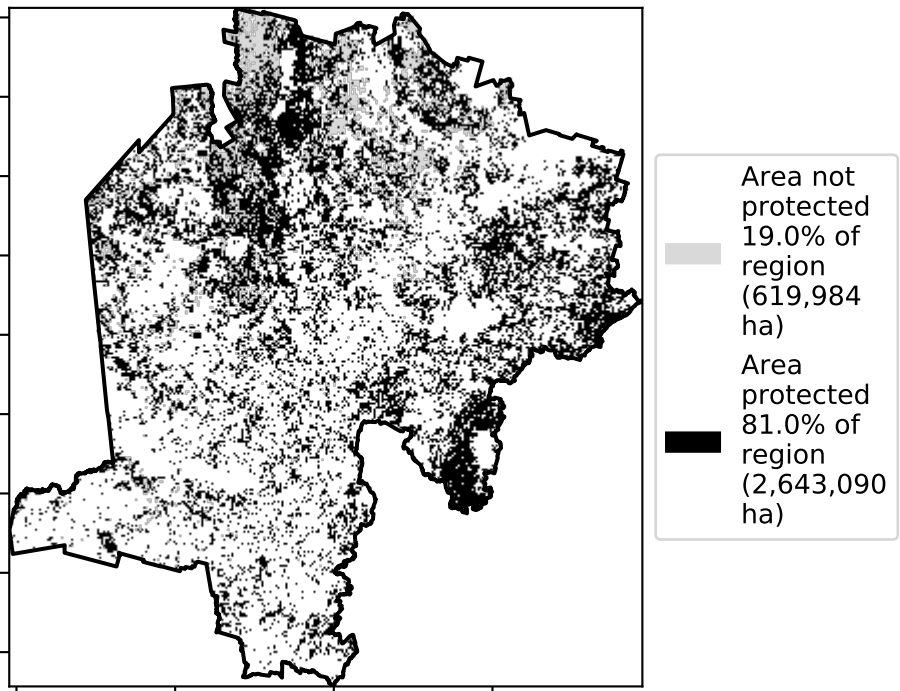 Area not
protected
19.0% of
region
(619,984
ha)
Area
protected
81.0% of
region
(2,643,090
ha)